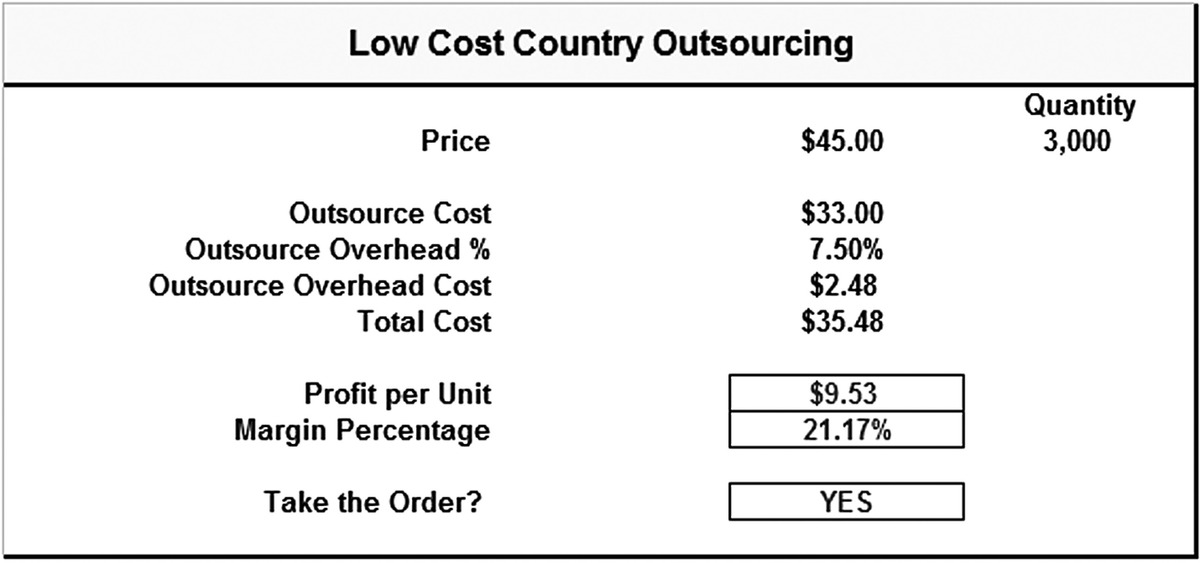 Low Cost Country Outsourcing
Quantity
Price $45.00 3,000
Outsource Cost $33.00
Outsource Overhead % 7.50%
Outsource Overhead Cost $2.48
Total Cost $35.48
Profit per Unit $9.53
Margin Percentage 21.17%
Take the Order? YES